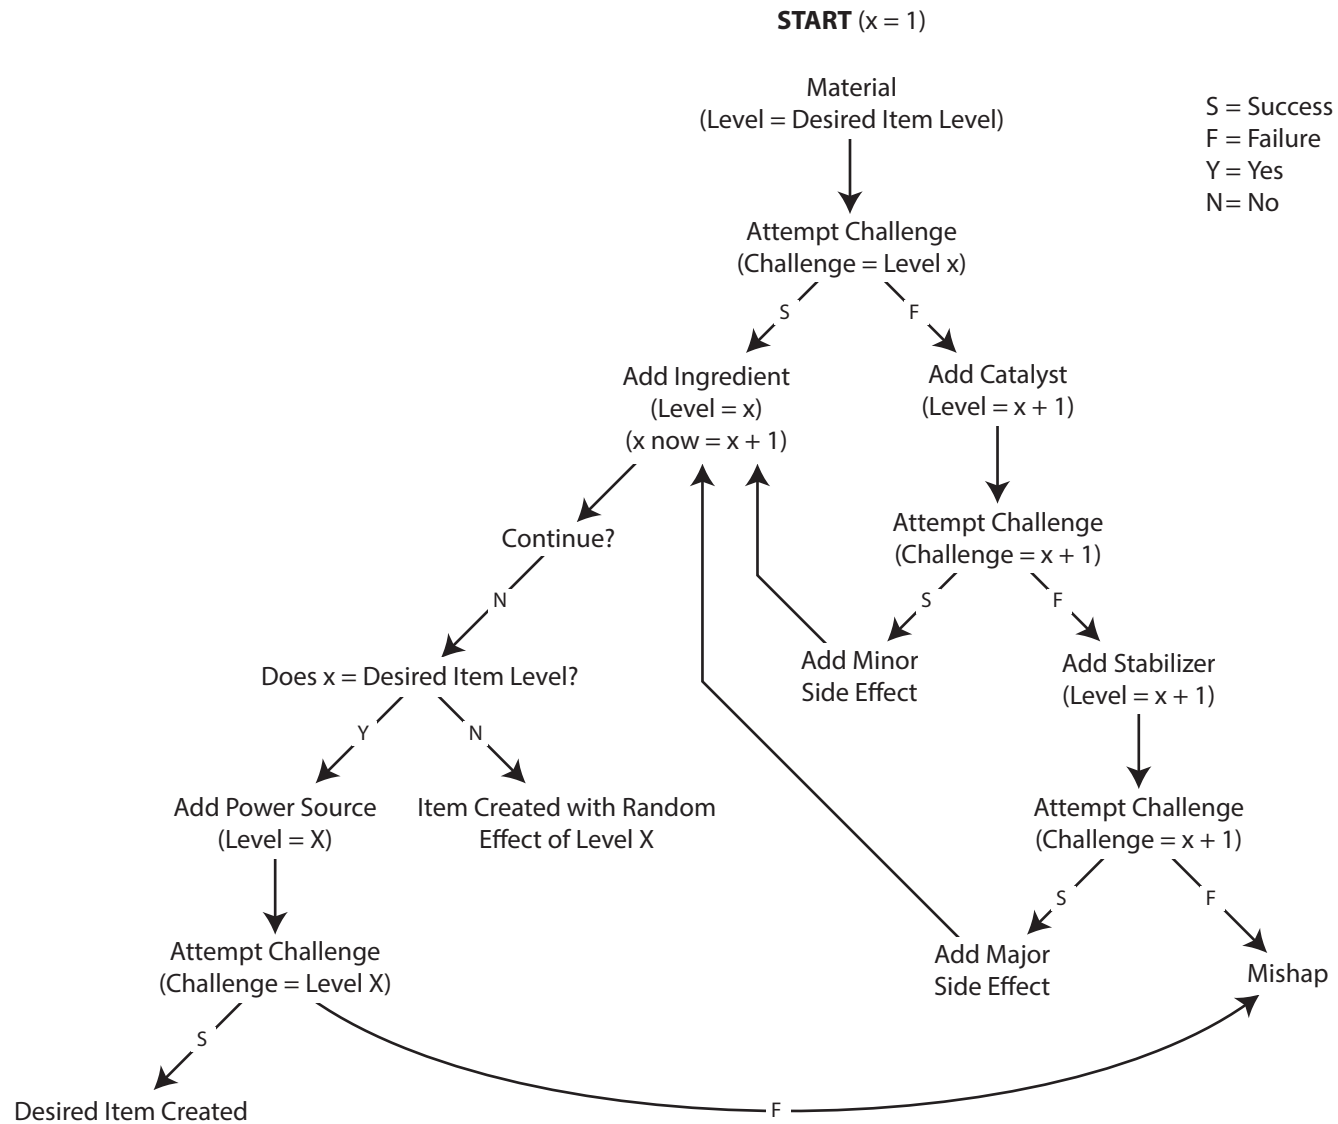 START (x = 1)
Material
(Level = Desired Item Level)
S = Success
F = Failure
Y = Yes
N= No
Attempt Challenge
(Challenge = Level x)
S
F
Add Ingredient
(Level = x)
(x now = x + 1)
Add Catalyst
(Level = x + 1)
Continue?
Attempt Challenge
(Challenge = x + 1)
N
S
F
Does x = Desired Item Level?
Add Minor
Side Effect
Add Stabilizer
(Level = x + 1)
Y
N
Add Power Source
(Level = X)
Item Created with Random
Effect of Level X
Attempt Challenge
(Challenge = x + 1)
S
F
Attempt Challenge
(Challenge = Level X)
Add Major
Side Effect
Mishap
S
Desired Item Created
F